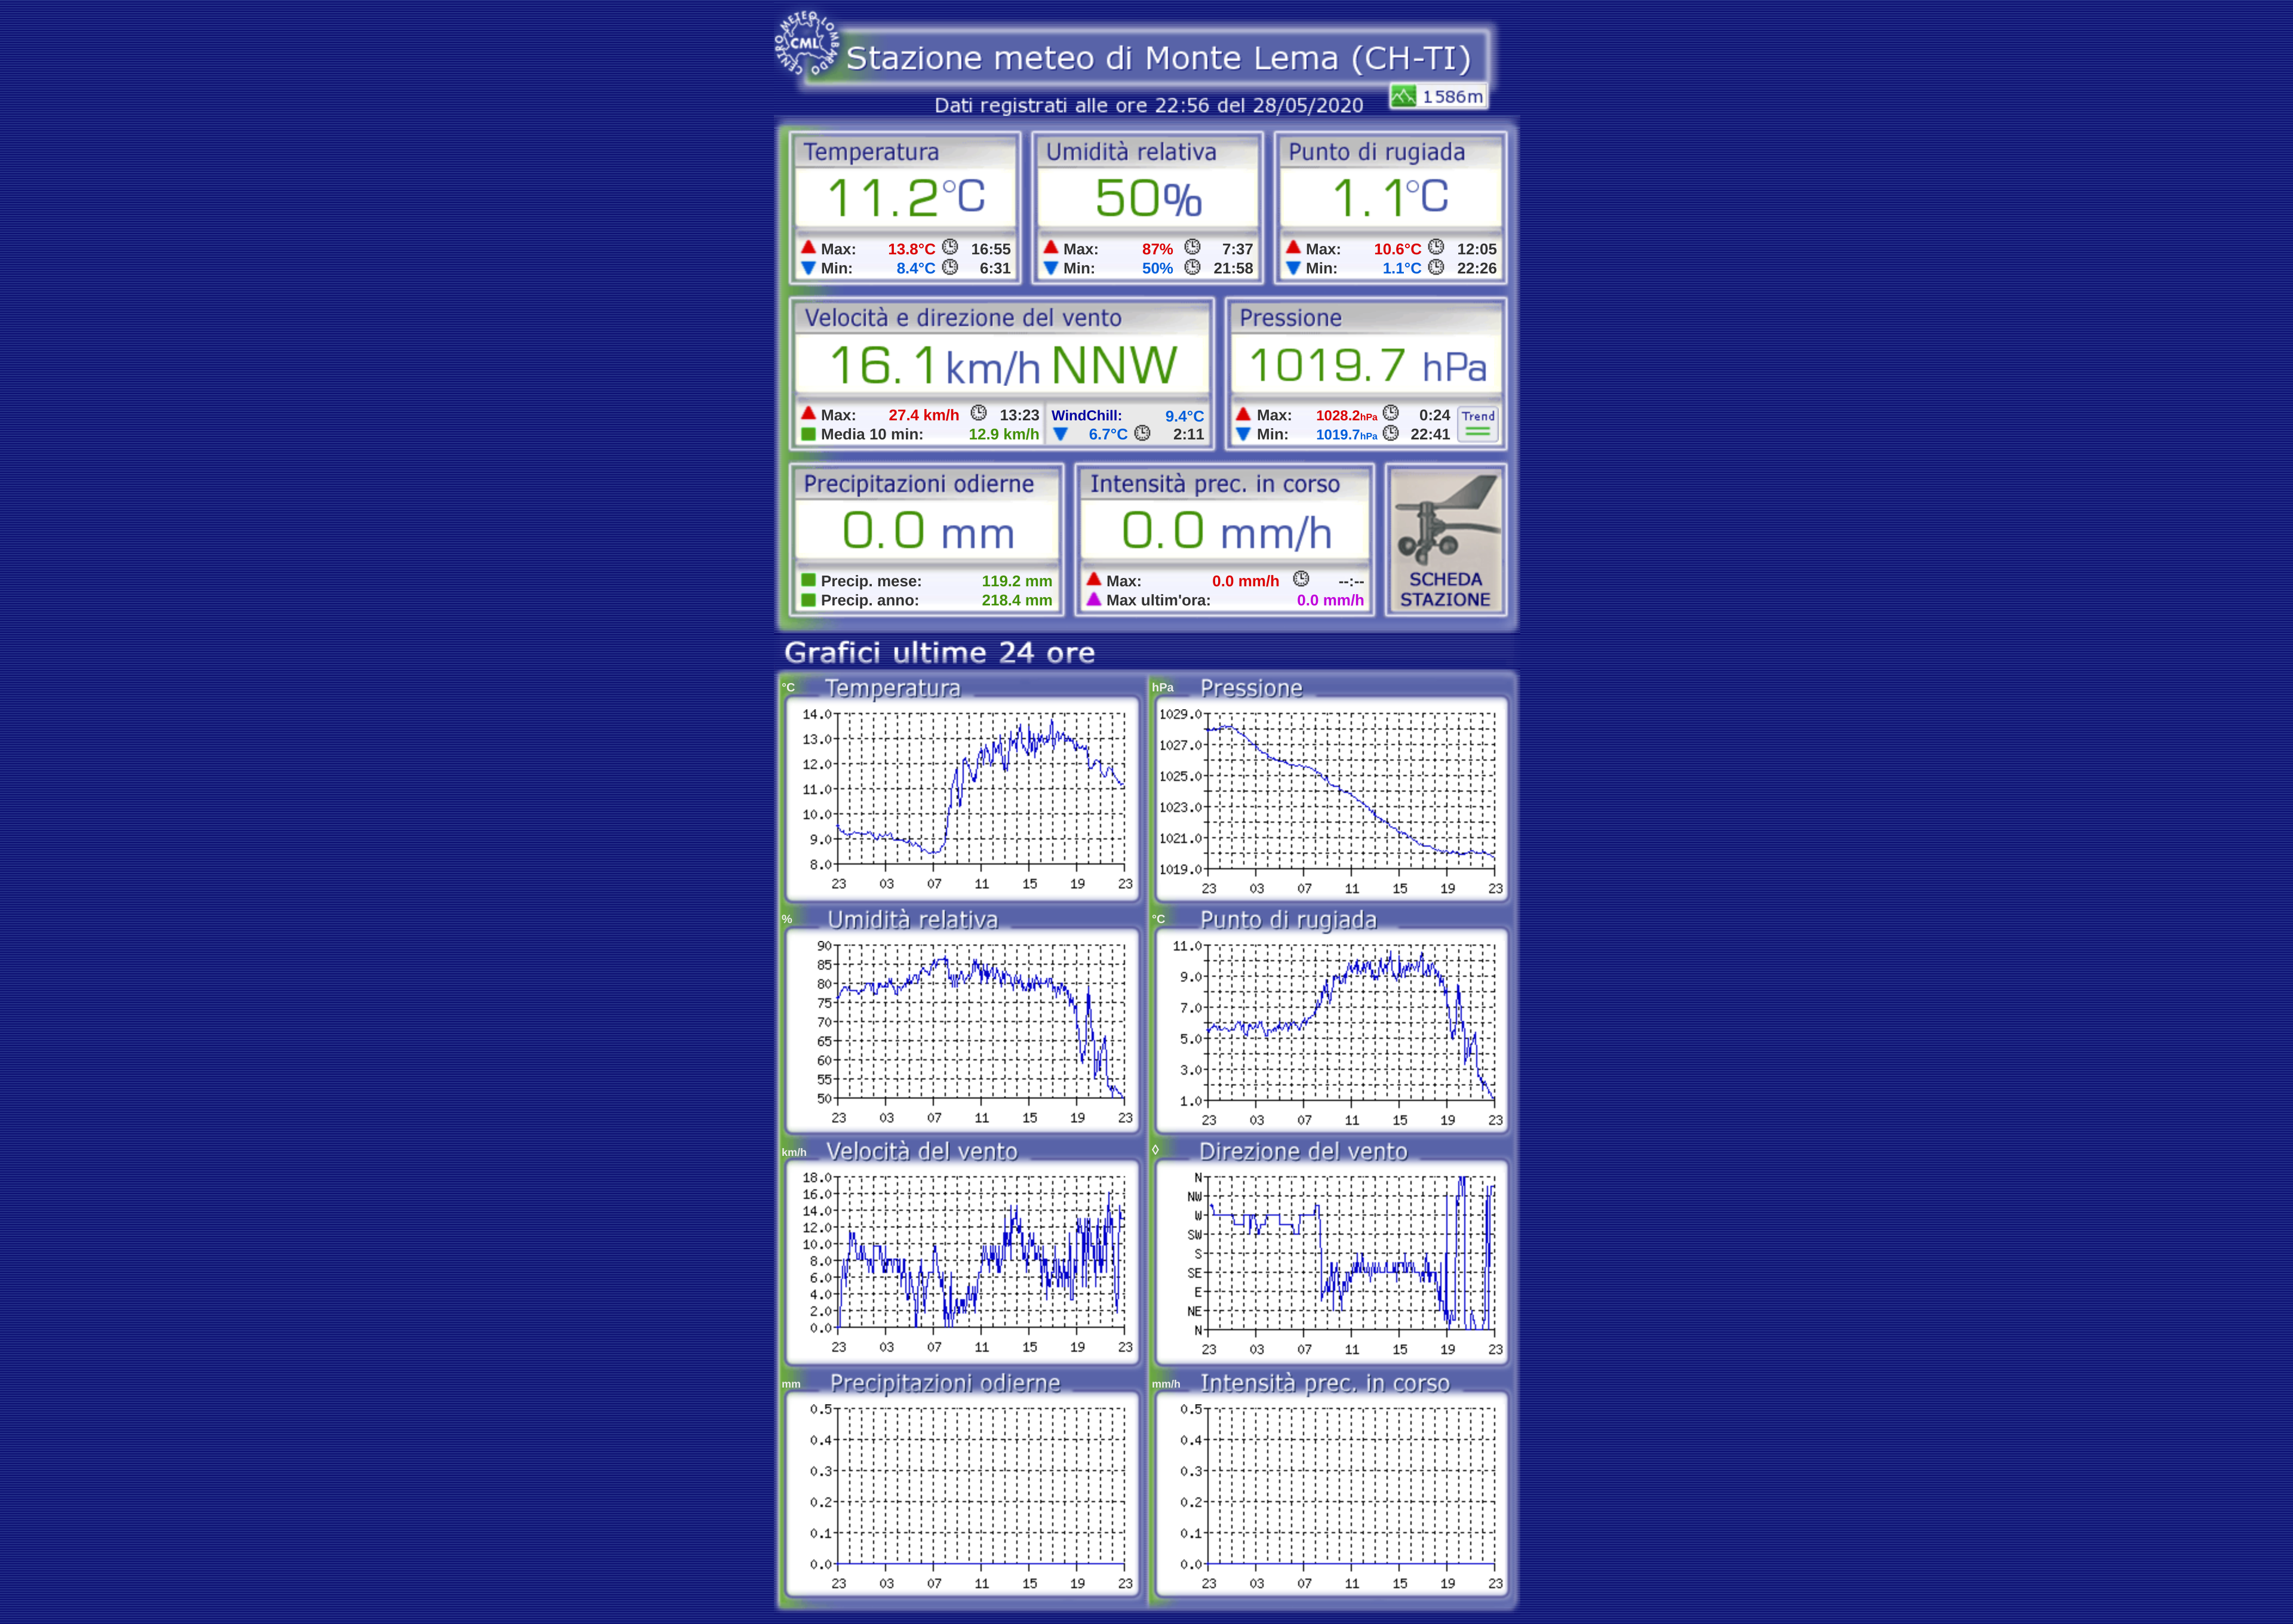 CENTRO METEO LOMBARDO
CML
Stazione meteo di Monte Lema (CH-TI)
Dati registrati alle ore 22:56 del 28/05/2020
1586m
Temperatura
11.2°C
Max: 13.8°C 16:55
Min: 8.4°C 6:31
Umidità relativa
50%
Max: 87% 7:37
Min: 50% 21:58
Punto di rugiada
1.1°C
Max: 10.6°C 12:05
Min: 1.1°C 22:26
Velocità e direzione del vento
16.1 km/h NNW
Max: 27.4 km/h 13:23
Media 10 min: 12.9 km/h
WindChill: 9.4°C
6.7°C 2:11
Pressione
1019.7 hPa
Max: 1028.2hPa 0:24
Min: 1019.7hPa 22:41
Trend
Precipitazioni odierne
0.0 mm
Precip. mese: 119.2 mm
Precip. anno: 218.4 mm
Intensità prec. in corso
0.0 mm/h
Max: 0.0 mm/h --:--
Max ultim'ora: 0.0 mm/h
SCHEDA
STAZIONE
Grafici ultime 24 ore
°C Temperatura
14.0
13.0
12.0
11.0
10.0
9.0
8.0
23 03 07 11 15 19 23
hPa Pressione
1029.0
1027.0
1025.0
1023.0
1021.0
1019.0
23 03 07 11 15 19 23
% Umidità relativa
90
85
80
75
70
65
60
55
50
23 03 07 11 15 19 23
°C Punto di rugiada
11.0
9.0
7.0
5.0
3.0
1.0
23 03 07 11 15 19 23
km/h Velocità del vento
18.0
16.0
14.0
12.0
10.0
8.0
6.0
4.0
2.0
0.0
23 03 07 11 15 19 23
◊ Direzione del vento
N
NW
W
SW
S
SE
E
NE
N
23 03 07 11 15 19 23
mm Precipitazioni odierne
0.5
0.4
0.3
0.2
0.1
0.0
23 03 07 11 15 19 23
mm/h Intensità prec. in corso
0.5
0.4
0.3
0.2
0.1
0.0
23 03 07 11 15 19 23